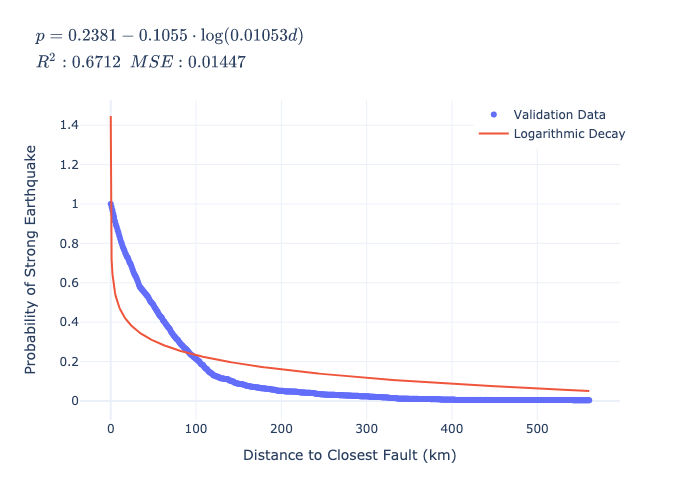 p = 0.2381 − 0.1055 · log(0.01053d)
R² : 0.6712 MSE : 0.01447
Validation Data
Logarithmic Decay
1.4
1.2
1
0.8
0.6
0.4
0.2
0
Probability of Strong Earthquake
0 100 200 300 400 500
Distance to Closest Fault (km)